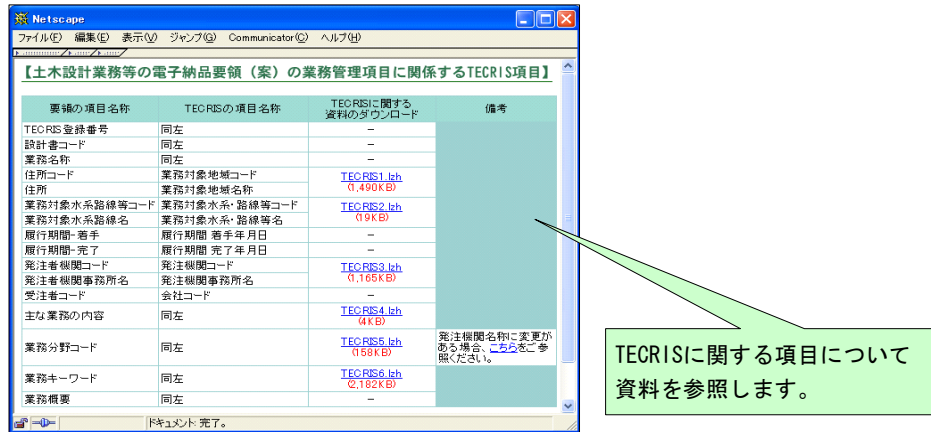 Netscape
ファイル(F) 編集(E) 表示(V) ジャンプ(G) Communicator(C) ヘルプ(H)
【土木設計業務等の電子納品要領（案）の業務管理項目に関係するTECRIS項目】
要領の項目名称 TECRISの項目名称 TECRISに関する資料のダウンロード 備考
TECRIS登録番号 同左 －
設計書コード 同左 －
業務名称 同左 －
住所コード 業務対象地域コード TECRIS1.lzh
住所 業務対象地域名称 (1,490KB)
業務対象水系路線等コード 業務対象水系・路線等コード TECRIS2.lzh
業務対象水系路線名 業務対象水系・路線等名 (19KB)
履行期間-着手 履行期間 着手年月日 －
履行期間-完了 履行期間 完了年月日 －
発注者機関コード 発注機関コード TECRIS3.lzh
発注者機関事務所名 発注機関事務所名 (1,165KB)
受注者コード 会社コード －
主な業務の内容 同左 TECRIS4.lzh
(4KB)
業務分野コード 同左 TECRIS5.lzh
(158KB)
発注機関名称に変更が
ある場合、こちらをご参
照ください。
業務キーワード 同左 TECRIS6.lzh
(2,182KB)
業務概要 同左 －
ドキュメント: 完了。
TECRISに関する項目について
資料を参照します。